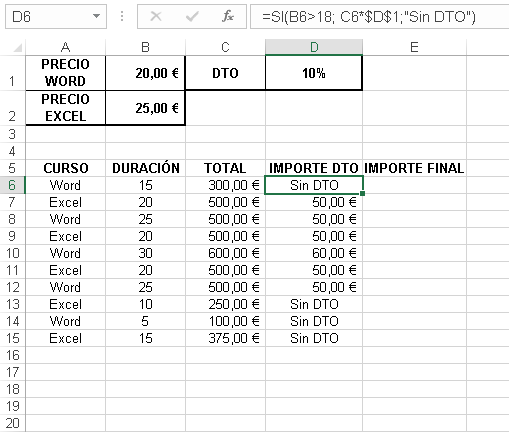 D6 fx =SI(B6>18; C6*$D$1;"Sin DTO")
A B C D E
1 PRECIO WORD 20,00 € DTO 10%
2 PRECIO EXCEL 25,00 €
3
4
5 CURSO DURACIÓN TOTAL IMPORTE DTO IMPORTE FINAL
6 Word 15 300,00 € Sin DTO
7 Excel 20 500,00 € 50,00 €
8 Word 25 500,00 € 50,00 €
9 Excel 20 500,00 € 50,00 €
10 Word 30 600,00 € 60,00 €
11 Excel 20 500,00 € 50,00 €
12 Word 25 500,00 € 50,00 €
13 Excel 10 250,00 € Sin DTO
14 Word 5 100,00 € Sin DTO
15 Excel 15 375,00 € Sin DTO
16
17
18
19
20